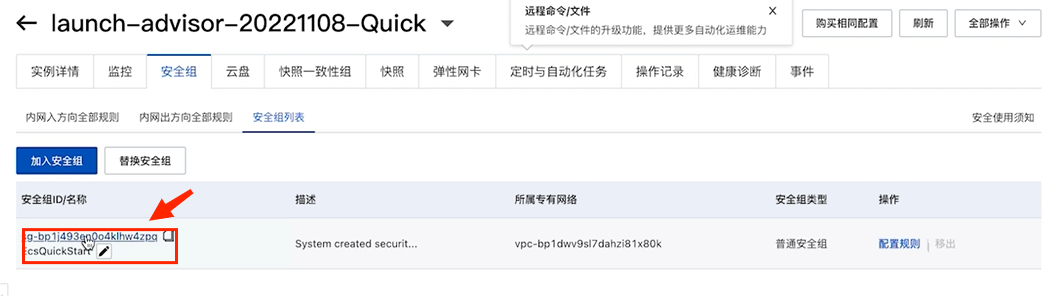 launch-advisor-20221108-Quick
远程命令/文件
远程命令/文件的升级功能，提供更多自动化运维能力
购买相同配置
刷新
全部操作
实例详情
监控
安全组
云盘
快照一致性组
快照
弹性网卡
定时与自动化任务
操作记录
健康诊断
事件
内网入方向全部规则
内网出方向全部规则
安全组列表
安全使用须知
加入安全组
替换安全组
安全组ID/名称
描述
所属专有网络
安全组类型
操作
sg-bp1j493en0o4klhw4zpq
System created securit...
vpc-bp1dwv9sl7dahzi81x80k
普通安全组
配置规则
移出
EcsQuickStart